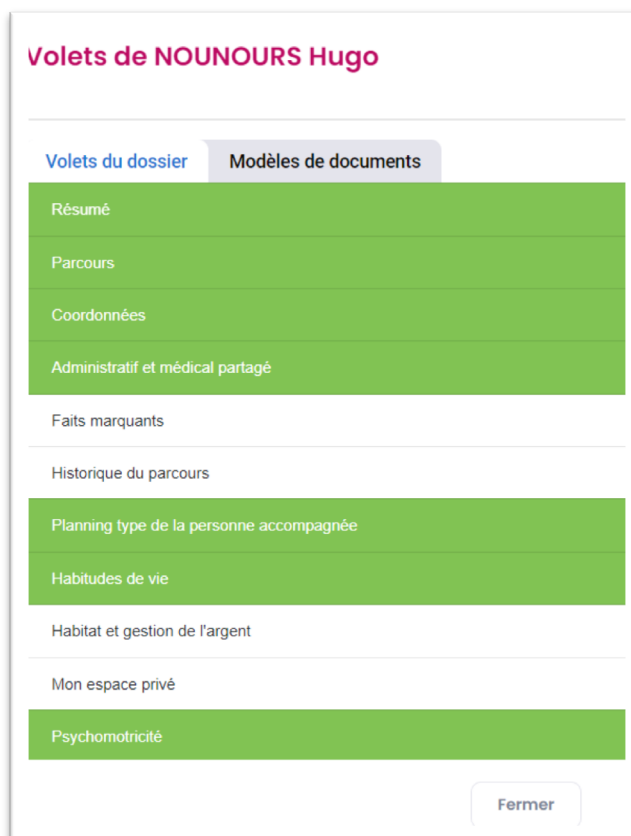 Volets de NOUNOURS Hugo
Volets du dossier
Modèles de documents
Résumé
Parcours
Coordonnées
Administratif et médical partagé
Faits marquants
Historique du parcours
Planning type de la personne accompagnée
Habitudes de vie
Habitat et gestion de l'argent
Mon espace privé
Psychomotricité
Fermer